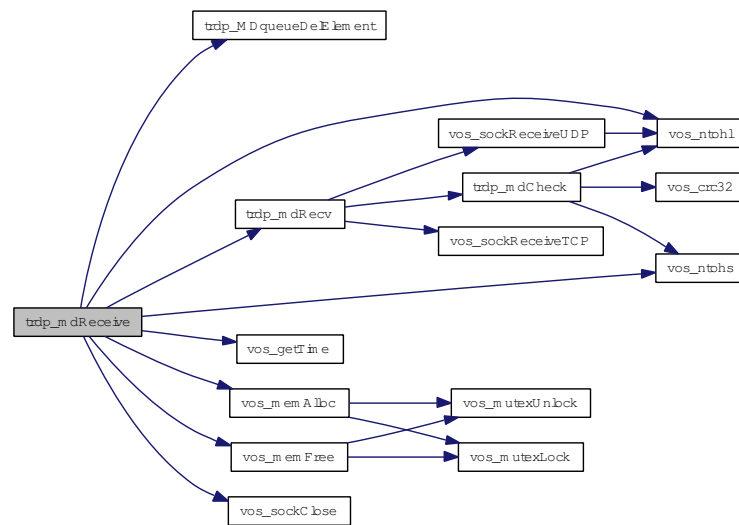 trdp_MDqueueDelElement
vos_sockReceiveUDP
vos_ntohl
trdp_mdCheck
vos_crc32
trdp_mdRecv
vos_sockReceiveTCP
vos_ntohs
trdp_mdReceive
vos_getTime
vos_memAlloc
vos_mutexUnlock
vos_memFree
vos_mutexLock
vos_sockClose